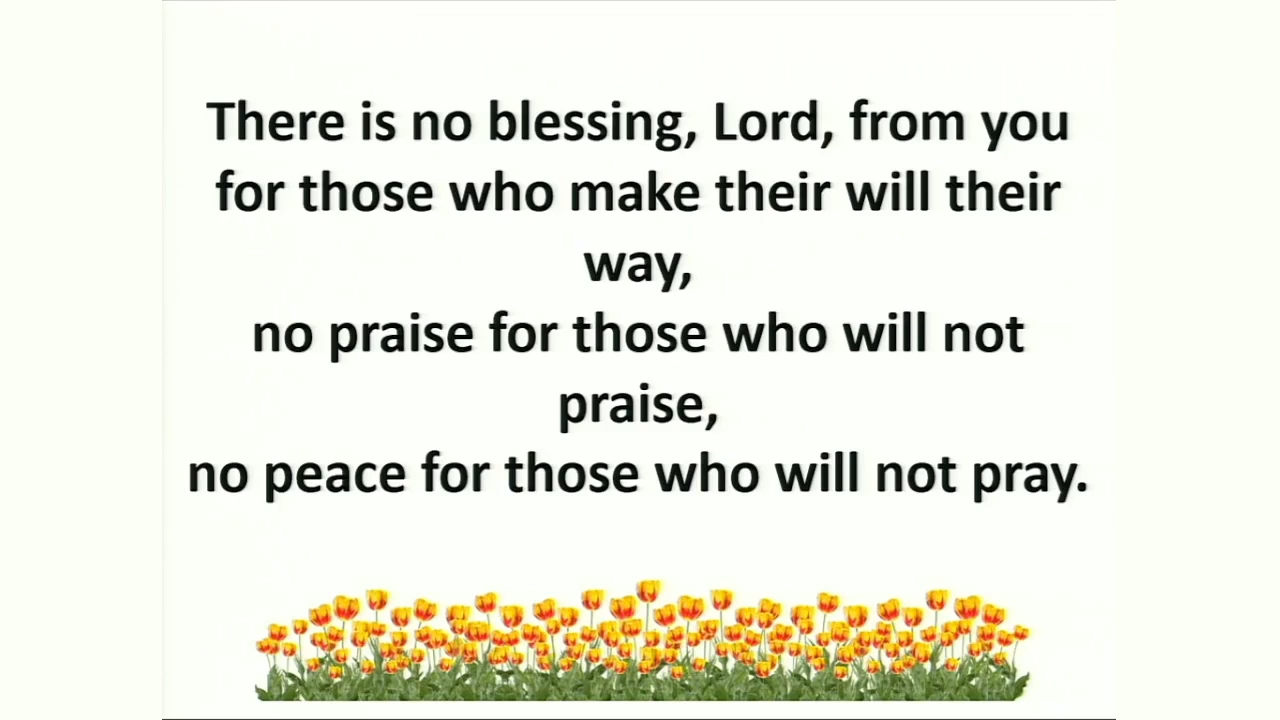 There is no blessing, Lord, from you
for those who make their will their
way,
no praise for those who will not
praise,
no peace for those who will not pray.